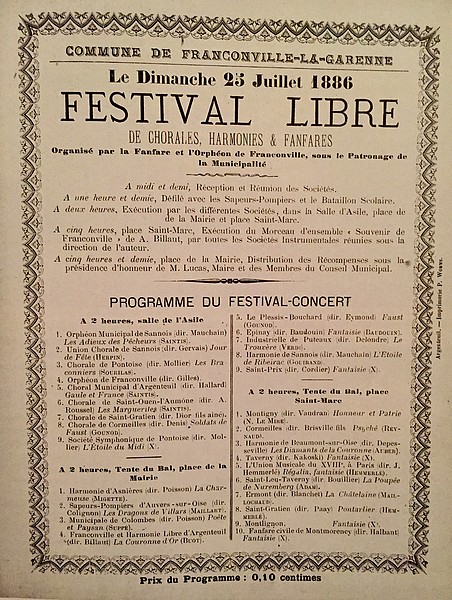 COMMUNE DE FRANCONVILLE-LA-GARENNE
Le Dimanche 25 Juillet 1886
FESTIVAL LIBRE
DE CHORALES, HARMONIES & FANFARES
Organisé par la Fanfare et l'Orphéon de Franconville, sous le Patronage de
la Municipalité
A midi et demi, Réception et Réunion des Sociétés.
A une heure et demie, Défilé avec les Sapeurs-Pompiers et le Bataillon Scolaire.
A deux heures, Exécution par les differentes Sociétés, dans la Salle d'Asile, place
de la Mairie et place Saint-Marc.
A cinq heures, place Saint-Marc, Exécution du Morceau d'ensemble « Souvenir de
Franconville » de A. Billaut, par toutes les Sociétés Instrumentales réunies sous la
direction de l'auteur.
A cinq heures et demie, place de la Mairie, Distribution des Récompenses sous la
présidence d'honneur de M. Lucas, Maire et des Membres du Conseil Municipal.
PROGRAMME DU FESTIVAL-CONCERT
A 2 heures, salle de l'Asile
1. Orphéon Municipal de Sannois (dir. Mauchain)
Les Adieux des Pêcheurs (SAINTIS).
2. Union Chorale de Sannois (dir. Gervais) Jour
de Fête (HERPIN).
3. Chorale de Pontoise (dir. Mollier) Les Bra
conniers (SOURILAS).
4. Orphéon de Franconville (dir. Gilles).
5. Choral Municipal d'Argenteuil (dir. Hallard)
Gaule et France (SAINTIS).
6. Chorale de Saint-Ouen-l'Aumône (dir. A.
Roussel) Les Marguerites (SAINTIS).
7. Chorale de Saint-Gratien (dir. Dior fils ainé).
8. Chorale de Cormeilles (dir. Denis) Soldats de
Faust (GOUNOD).
9. Société Symphonique de Pontoise (dir. Mol-
lier) L'Étoile du Midi (X).
A 2 heures, Tente du Bal, place de
la Mairie
1. Harmonie d'Asnières (dir. Poisson) La Char-
meuse (MIGETTE).
2. Sapeurs-Pompiers d'Auvers-sur-Oise (dir.
Colignon) Les Dragons de Villars (MAILLART).
3. Municipale de Colombes (dir. Poisson) Poëte
et Paysan (SUPPÉ).
4. Franconville et Harmonie Libre d'Argenteuil
(dir. Billaut) La Couronne d'Or (BUOT).
5. Le Plessis-Bouchard (dir. Eymond) Faust
(GOUNOD).
6. Epinay (dir. Baudouin) Fantaisie (BAUDOUIN).
7. Industrielle de Puteaux (dir. Delondre) Le
Trouvère (VERDI).
8. Harmonie de Sannois (dir. Mauchain) L'Etoile
de Ribeirac (GOUIRAND).
9. Saint-Prix (dir. Cordier) Fantaisie (X).
A 2 heures, Tente du Bal, place
Saint-Marc
1. Montigny (dir. Vaudran) Honneur et Patrie
(N. LE MIRE).
2. Cormeilles (dir. Brisville fils) Psyché (REY-
NAUD).
3. Harmonie de Beaumont-sur-Oise (dir. Depes-
seville) Les Diamants de la Couronne (AUBER).
4. Taverny (dir. Kakoski) Fantaisie (X).
5. L'Union Musicale du XVIIIe, à Paris (dir. J.
Hemmerlé) Régalia, fantaisie (HEMMERLÉ).
6. Saint-Leu-Taverny (dir. Bouillier) La Poupée
de Nuremberg (ADAM).
7. Ermont (dir. Blanchet) La Châtelaine (MAIL-
LOCHAUD).
8. Saint-Gratien (dir. Paay) Pontarlier (HEM-
MERLÉ).
9. Montlignon. Fantaisie (X).
10. Fanfare civile de Montmorency (dir. Halbant)
Fantaisie (X).
Prix du Programme : 0,10 centimes
Argenteuil. — Imprimerie P. WORMS.